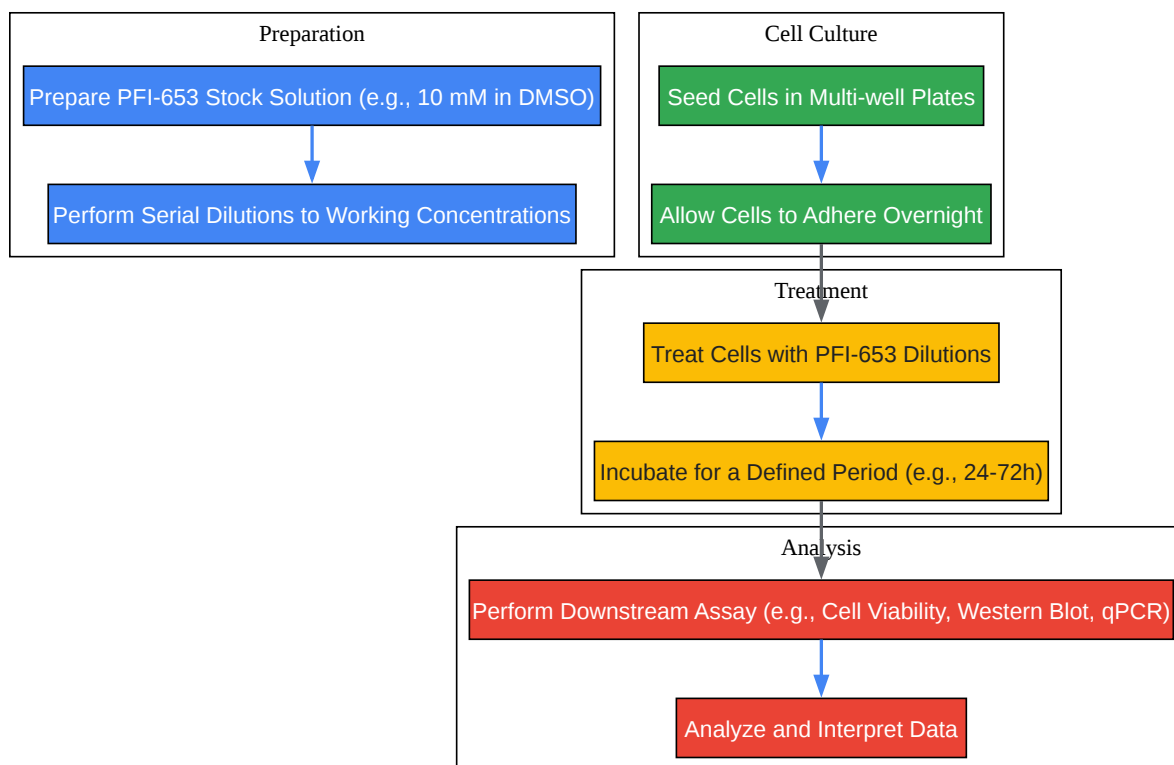 Preparation
Prepare PFI-653 Stock Solution (e.g., 10 mM in DMSO)
Perform Serial Dilutions to Working Concentrations
Cell Culture
Seed Cells in Multi-well Plates
Allow Cells to Adhere Overnight
Treatment
Treat Cells with PFI-653 Dilutions
Incubate for a Defined Period (e.g., 24-72h)
Analysis
Perform Downstream Assay (e.g., Cell Viability, Western Blot, qPCR)
Analyze and Interpret Data